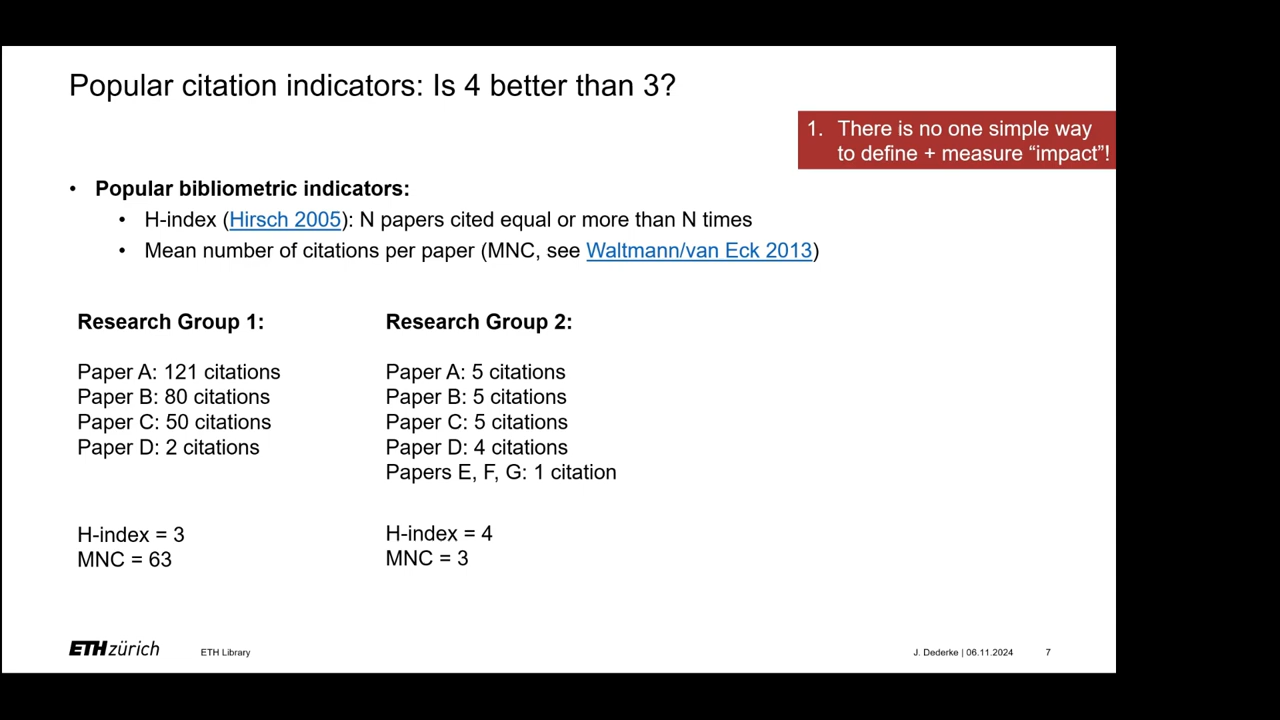 Popular citation indicators: Is 4 better than 3?
1. There is no one simple way
to define + measure “impact”!
• Popular bibliometric indicators:
• H-index (Hirsch 2005): N papers cited equal or more than N times
• Mean number of citations per paper (MNC, see Waltmann/van Eck 2013)
Research Group 1:
Paper A: 121 citations
Paper B: 80 citations
Paper C: 50 citations
Paper D: 2 citations
H-index = 3
MNC = 63
Research Group 2:
Paper A: 5 citations
Paper B: 5 citations
Paper C: 5 citations
Paper D: 4 citations
Papers E, F, G: 1 citation
H-index = 4
MNC = 3
ETH zürich
ETH Library
J. Dederke | 06.11.2024
7